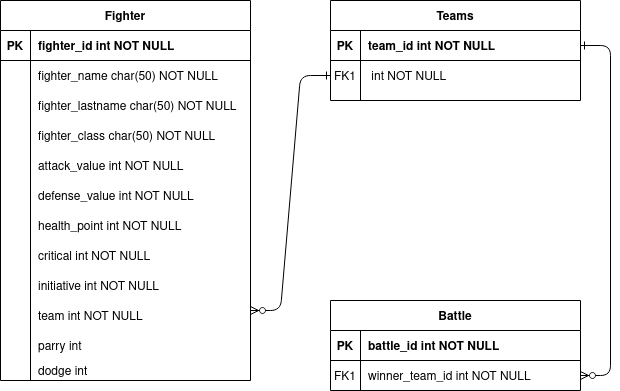 Fighter
PK fighter_id int NOT NULL
fighter_name char(50) NOT NULL
fighter_lastname char(50) NOT NULL
fighter_class char(50) NOT NULL
attack_value int NOT NULL
defense_value int NOT NULL
health_point int NOT NULL
critical int NOT NULL
initiative int NOT NULL
team int NOT NULL
parry int
dodge int
Teams
PK team_id int NOT NULL
FK1 int NOT NULL
Battle
PK battle_id int NOT NULL
FK1 winner_team_id int NOT NULL